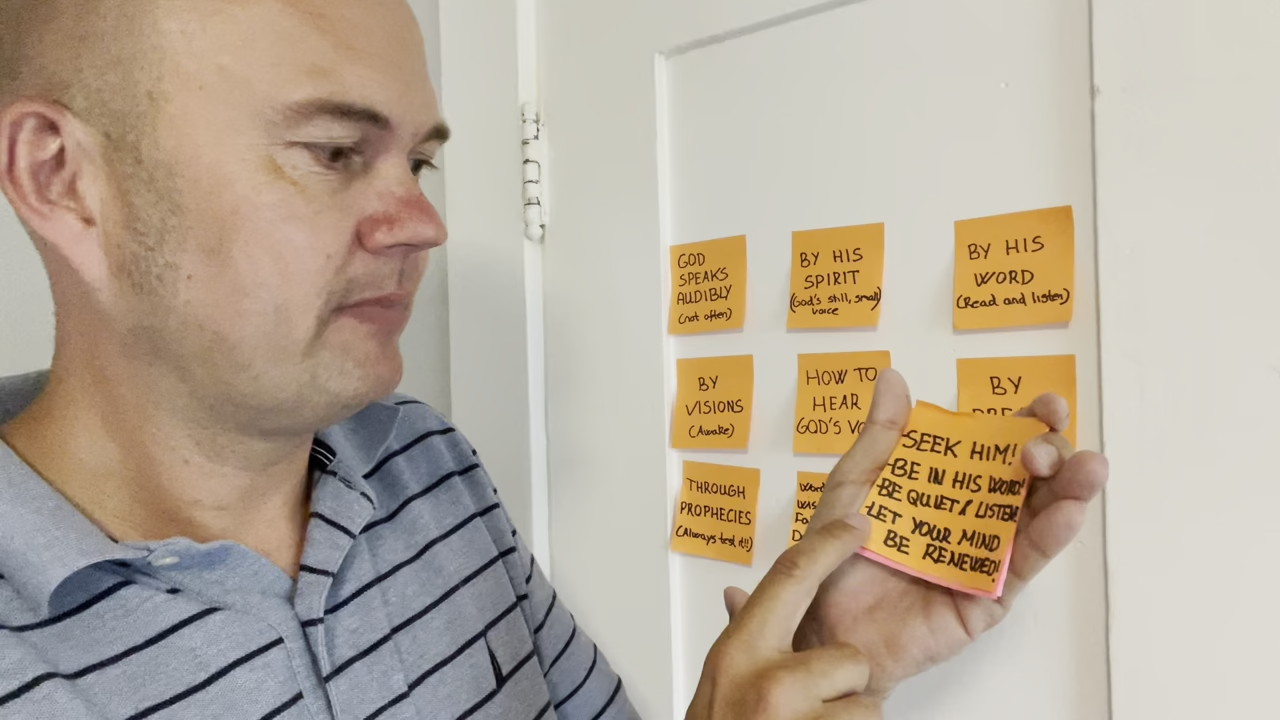 GOD
SPEAKS
AUDIBLY
(not often)
BY HIS
SPIRIT
(God's still, small
voice
BY HIS
WORD
(Read and listen)
BY
VISIONS
(Awake)
HOW TO
HEAR
GOD'S
BY
THROUGH
PROPHECIES
(Always test it!!)
SEEK HIM!
-BE IN HIS WORD!
-BE QUIET & LISTEN!
-LET YOUR MIND
BE RENEWED!